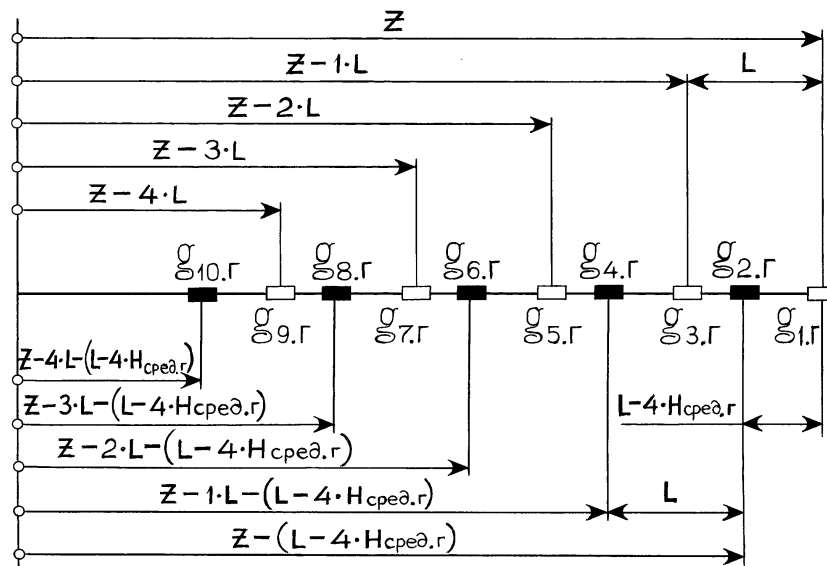 Z
Z-1·L
L
Z-2·L
Z-3·L
Z-4·L
g10.г
g8.г
g6.г
g4.г
g2.г
g9.г
g7.г
g5.г
g3.г
g1.г
Z-4·L-(L-4·Hсред.г)
Z-3·L-(L-4·Hсред.г)
L-4·Hсред.г
Z-2·L-(L-4·Hсред.г)
Z-1·L-(L-4·Hсред.г)
L
Z-(L-4·Hсред.г)